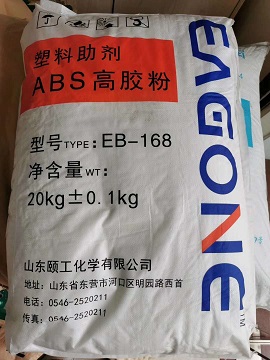 塑料助剂
ABS高胶粉
型号TYPE:EB-168
净含量WT:
20kg±0.1kg
山东颐工化学有限公司
地址:山东省东营市河口区明园路西首
电话:0546-2520211
传真:0546-2520211
EAGONE